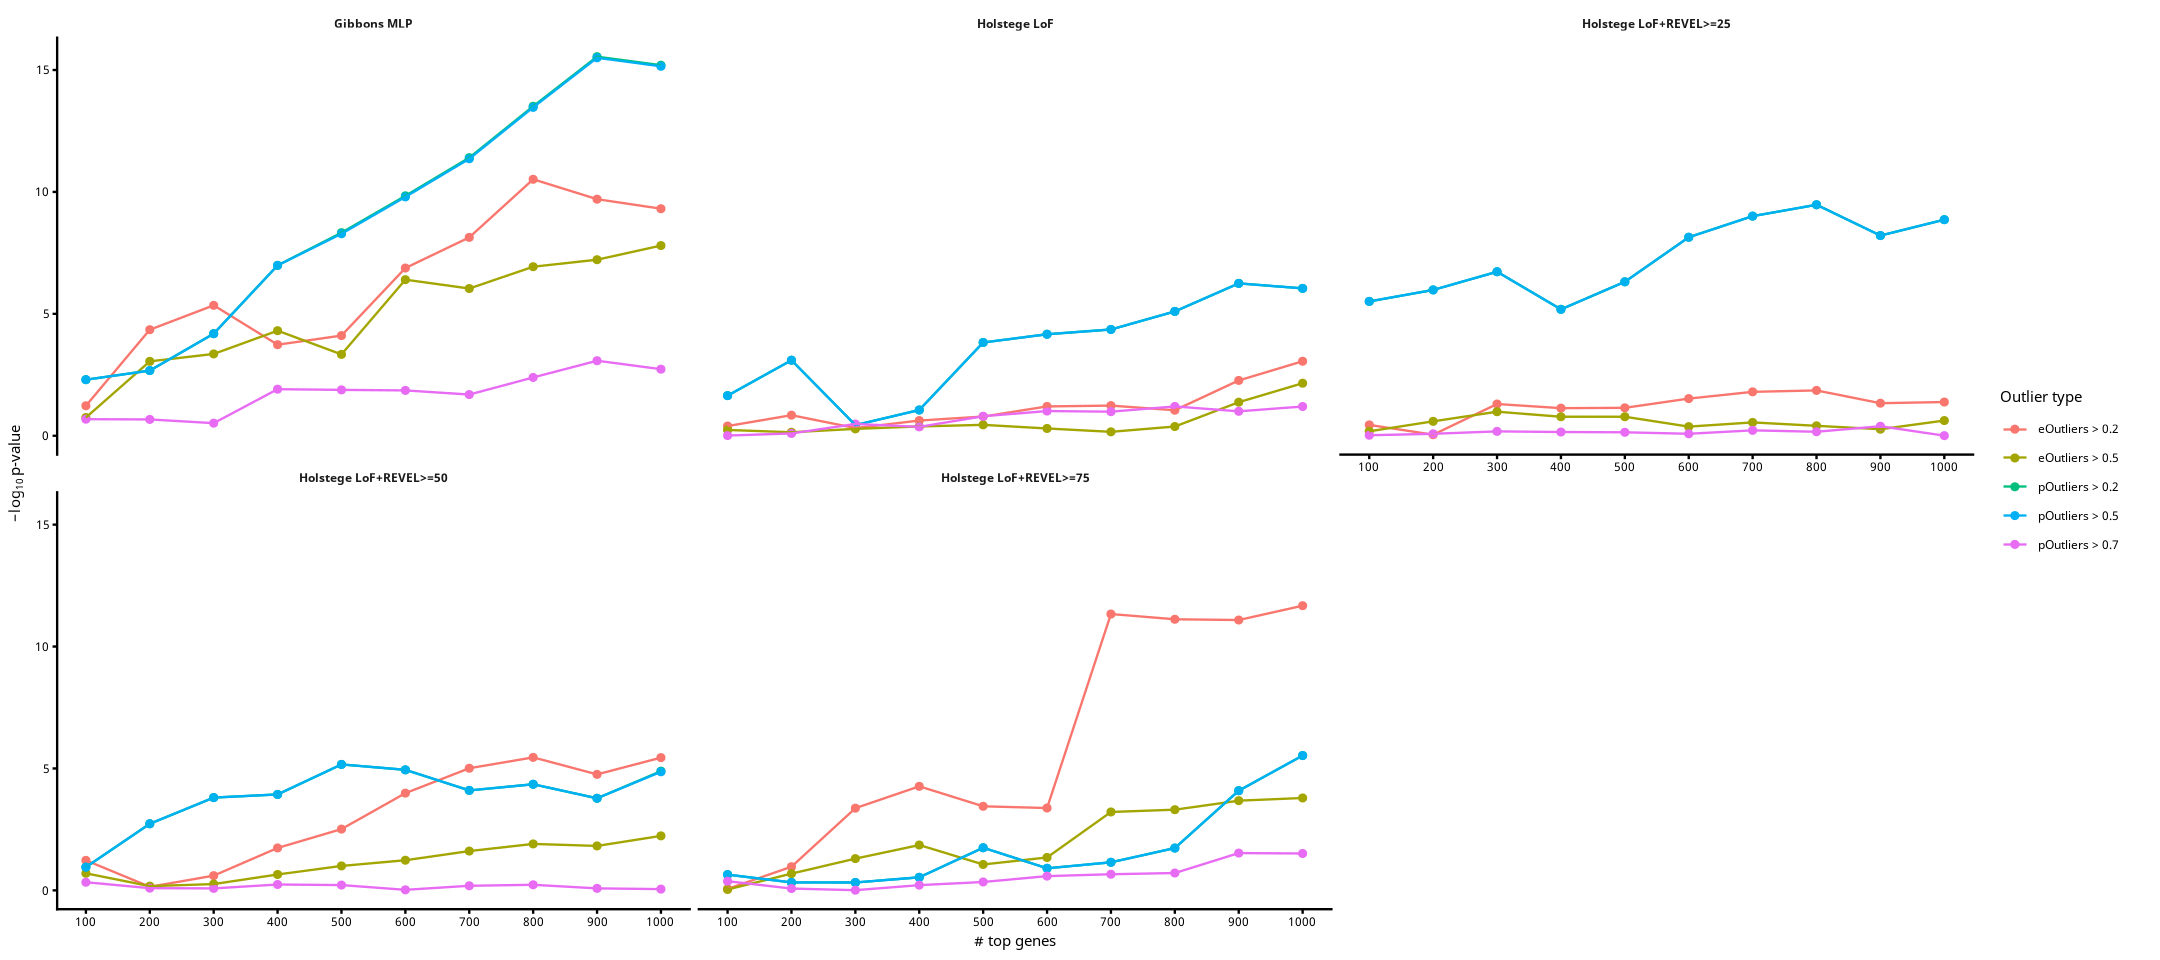 Gibbons MLP
Holstege LoF
Holstege LoF+REVEL>=25
15
10
5
0
100 200 300 400 500 600 700 800 900 1000
Holstege LoF+REVEL>=50
Holstege LoF+REVEL>=75
15
10
5
0
100 200 300 400 500 600 700 800 900 1000
100 200 300 400 500 600 700 800 900 1000
# top genes
−log10 p-value
Outlier type
eOutliers > 0.2
eOutliers > 0.5
pOutliers > 0.2
pOutliers > 0.5
pOutliers > 0.7